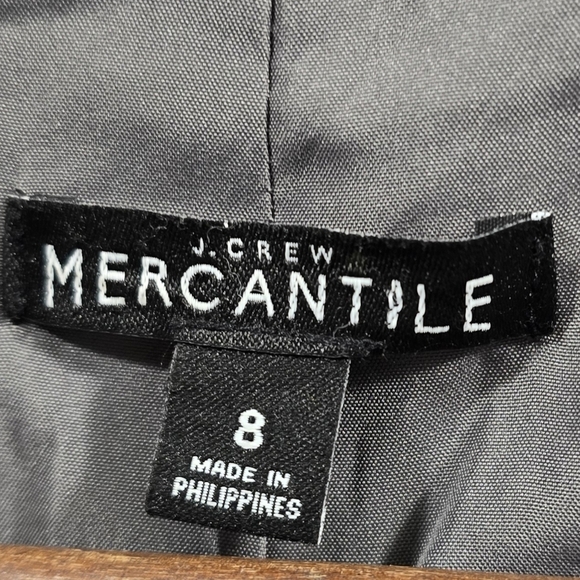 J.CREW
MERCANTILE
8
MADE IN
PHILIPPINES